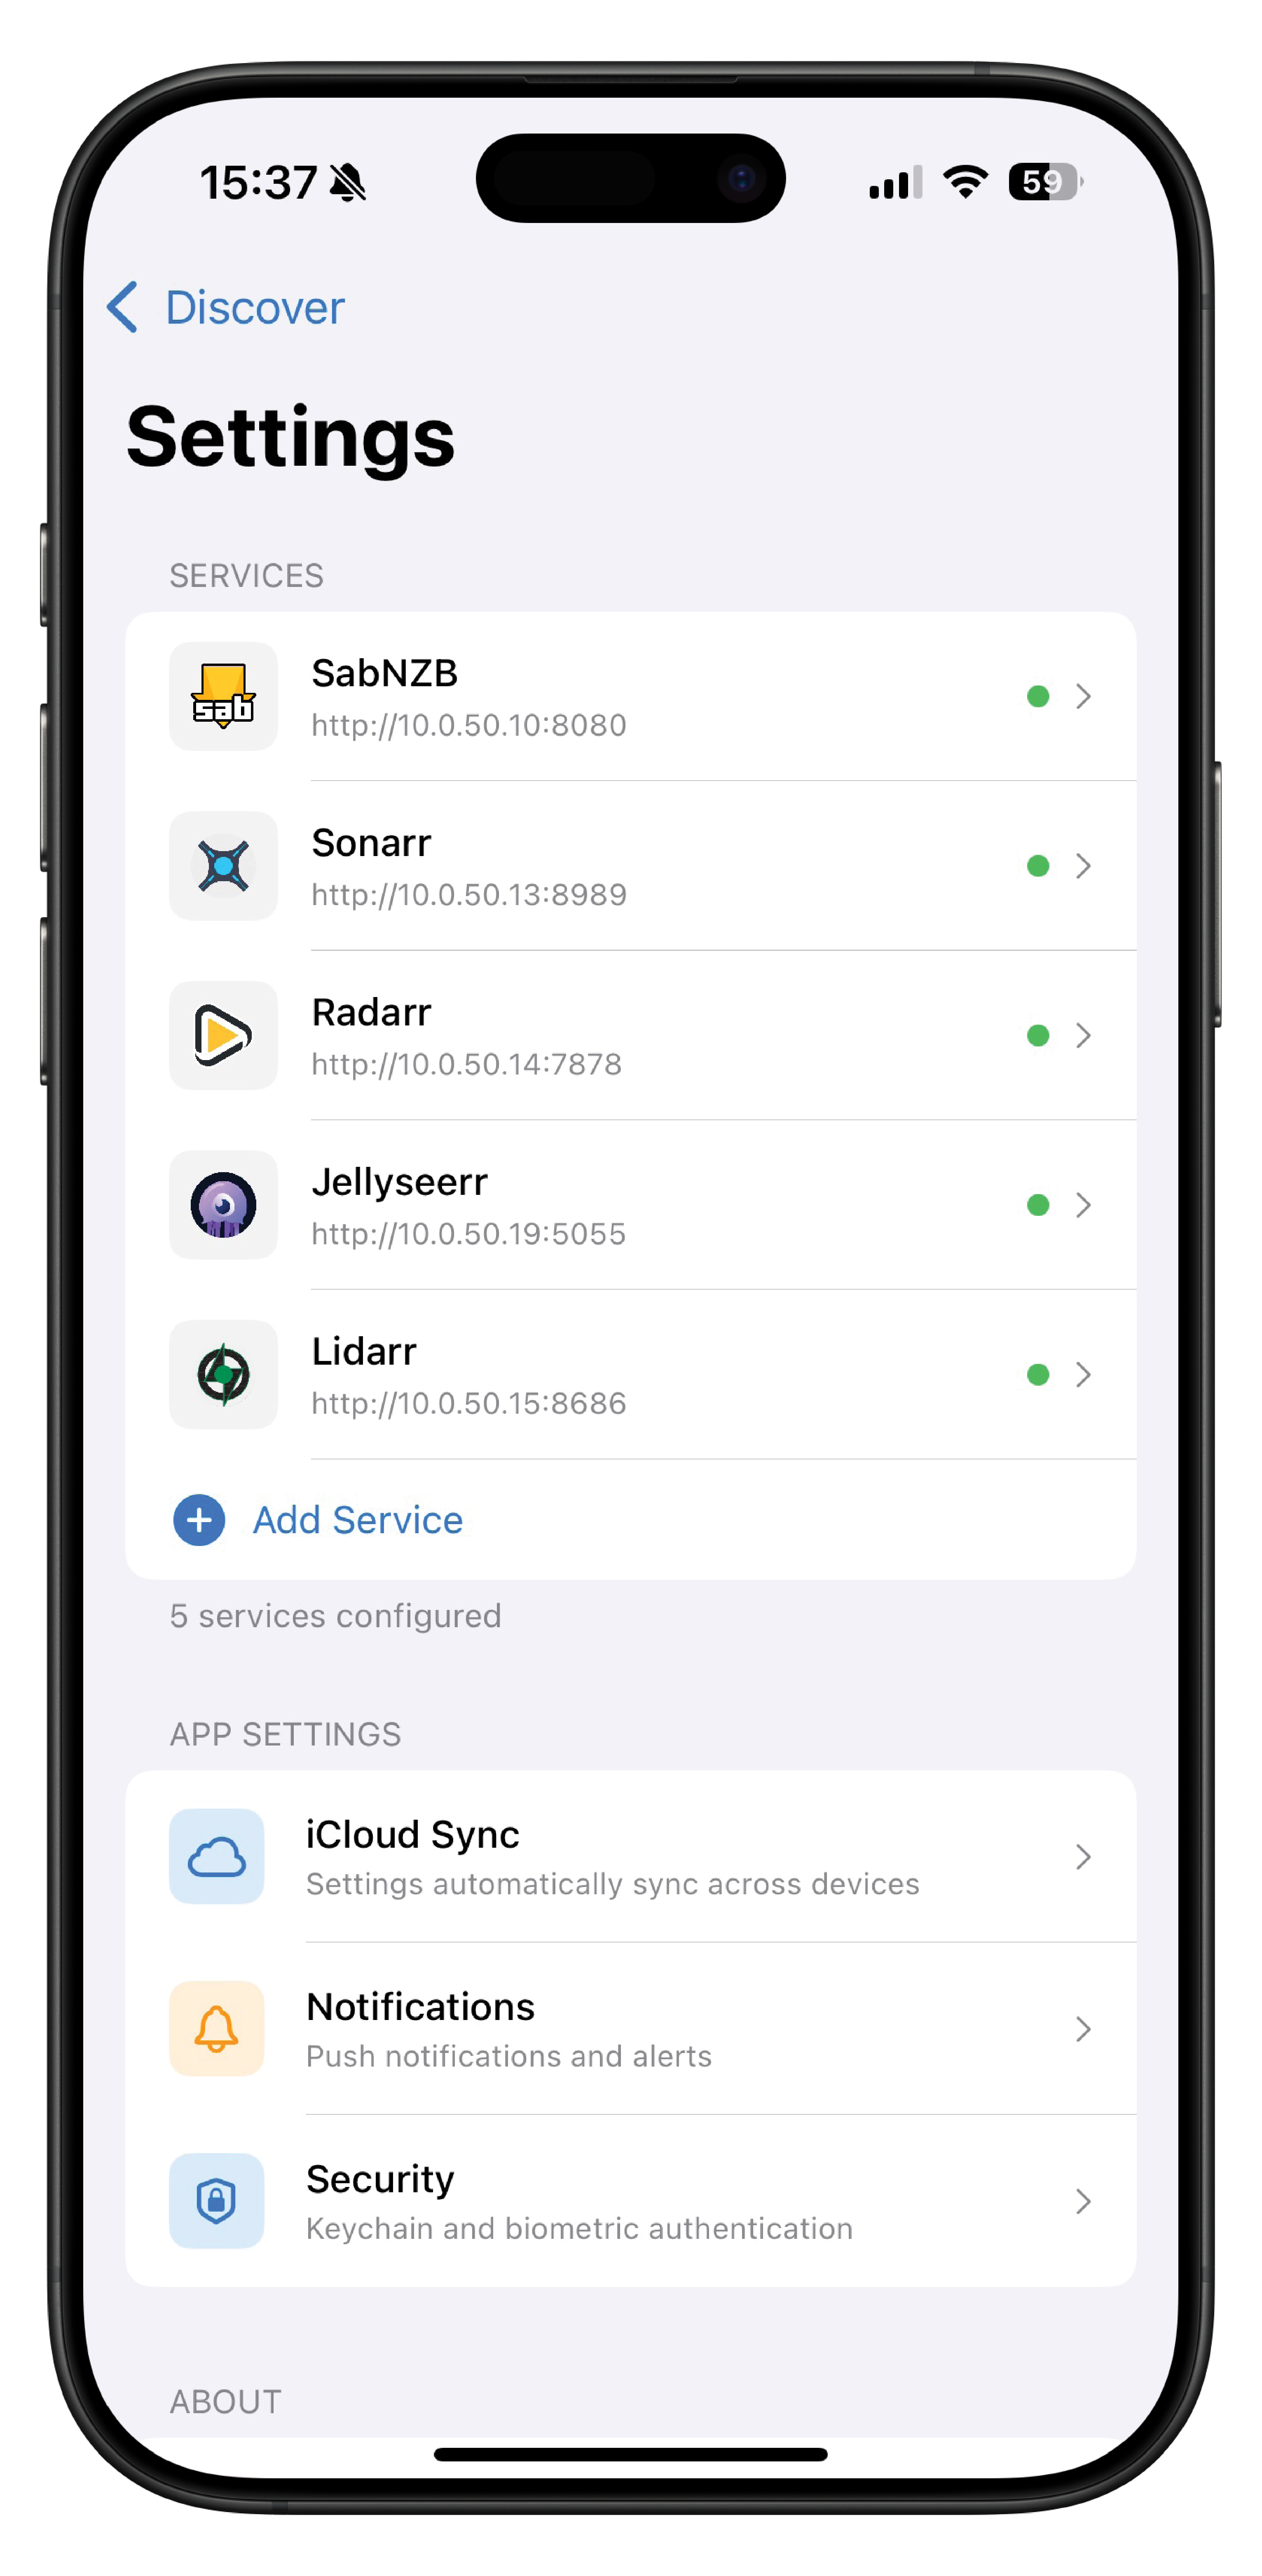 15:37
59
Discover
Settings
SERVICES
sab
SabNZB
http://10.0.50.10:8080
Sonarr
http://10.0.50.13:8989
Radarr
http://10.0.50.14:7878
Jellyseerr
http://10.0.50.19:5055
Lidarr
http://10.0.50.15:8686
Add Service
5 services configured
APP SETTINGS
iCloud Sync
Settings automatically sync across devices
Notifications
Push notifications and alerts
Security
Keychain and biometric authentication
ABOUT